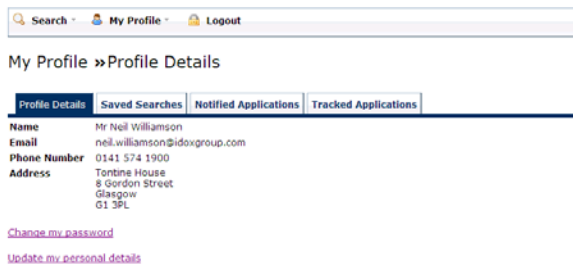 Search My Profile Logout
My Profile »Profile Details
Profile Details Saved Searches Notified Applications Tracked Applications
Name Mr Neil Williamson
Email neil.williamson@idoxgroup.com
Phone Number 0141 574 1900
Address Tontine House
8 Gordon Street
Glasgow
G1 3PL
Change my password
Update my personal details